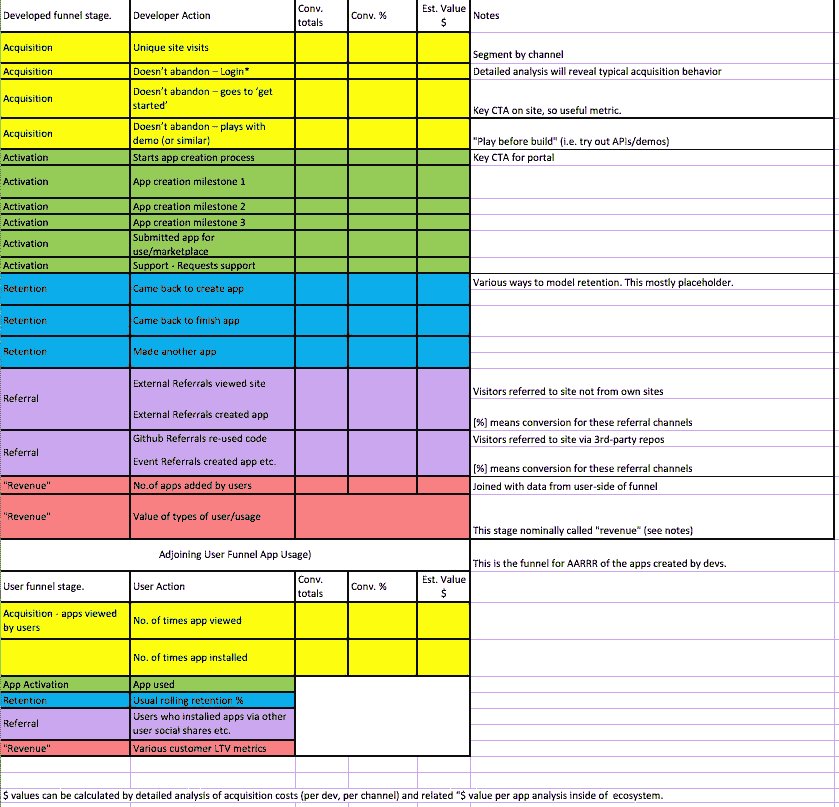 Developed funnel stage. Developer Action Conv. totals Conv. % Est. Value $ Notes
Acquisition Unique site visits Segment by channel
Acquisition Doesn't abandon – Login* Detailed analysis will reveal typical acquisition behavior
Acquisition Doesn't abandon – goes to 'get started' Key CTA on site, so useful metric.
Acquisition Doesn't abandon – plays with demo (or similar) "Play before build" (i.e. try out APIs/demos)
Activation Starts app creation process Key CTA for portal
Activation App creation milestone 1
Activation App creation milestone 2
Activation App creation milestone 3
Activation Submitted app for use/marketplace
Activation Support - Requests support
Retention Came back to create app Various ways to model retention. This mostly placeholder.
Retention Came back to finish app
Retention Made another app
Referral External Referrals viewed site Visitors referred to site not from own sites
External Referrals created app [%] means conversion for these referral channels
Referral Github Referrals re-used code Visitors referred to site via 3rd-party repos
Event Referrals created app etc. [%] means conversion for these referral channels
"Revenue" No.of apps added by users Joined with data from user-side of funnel
"Revenue" Value of types of user/usage This stage nominally called "revenue" (see notes)
Adjoining User Funnel App Usage) This is the funnel for AARRR of the apps created by devs.
User funnel stage. User Action Conv. totals Conv. % Est. Value $
Acquisition - apps viewed by users No. of times app viewed
No. of times app installed
App Activation App used
Retention Usual rolling retention %
Referral Users who installed apps via other user social shares etc.
"Revenue" Various customer LTV metrics
$ values can be calculated by detailed analysis of acquisition costs (per dev, per channel) and related "$ value per app analysis inside of ecosystem.